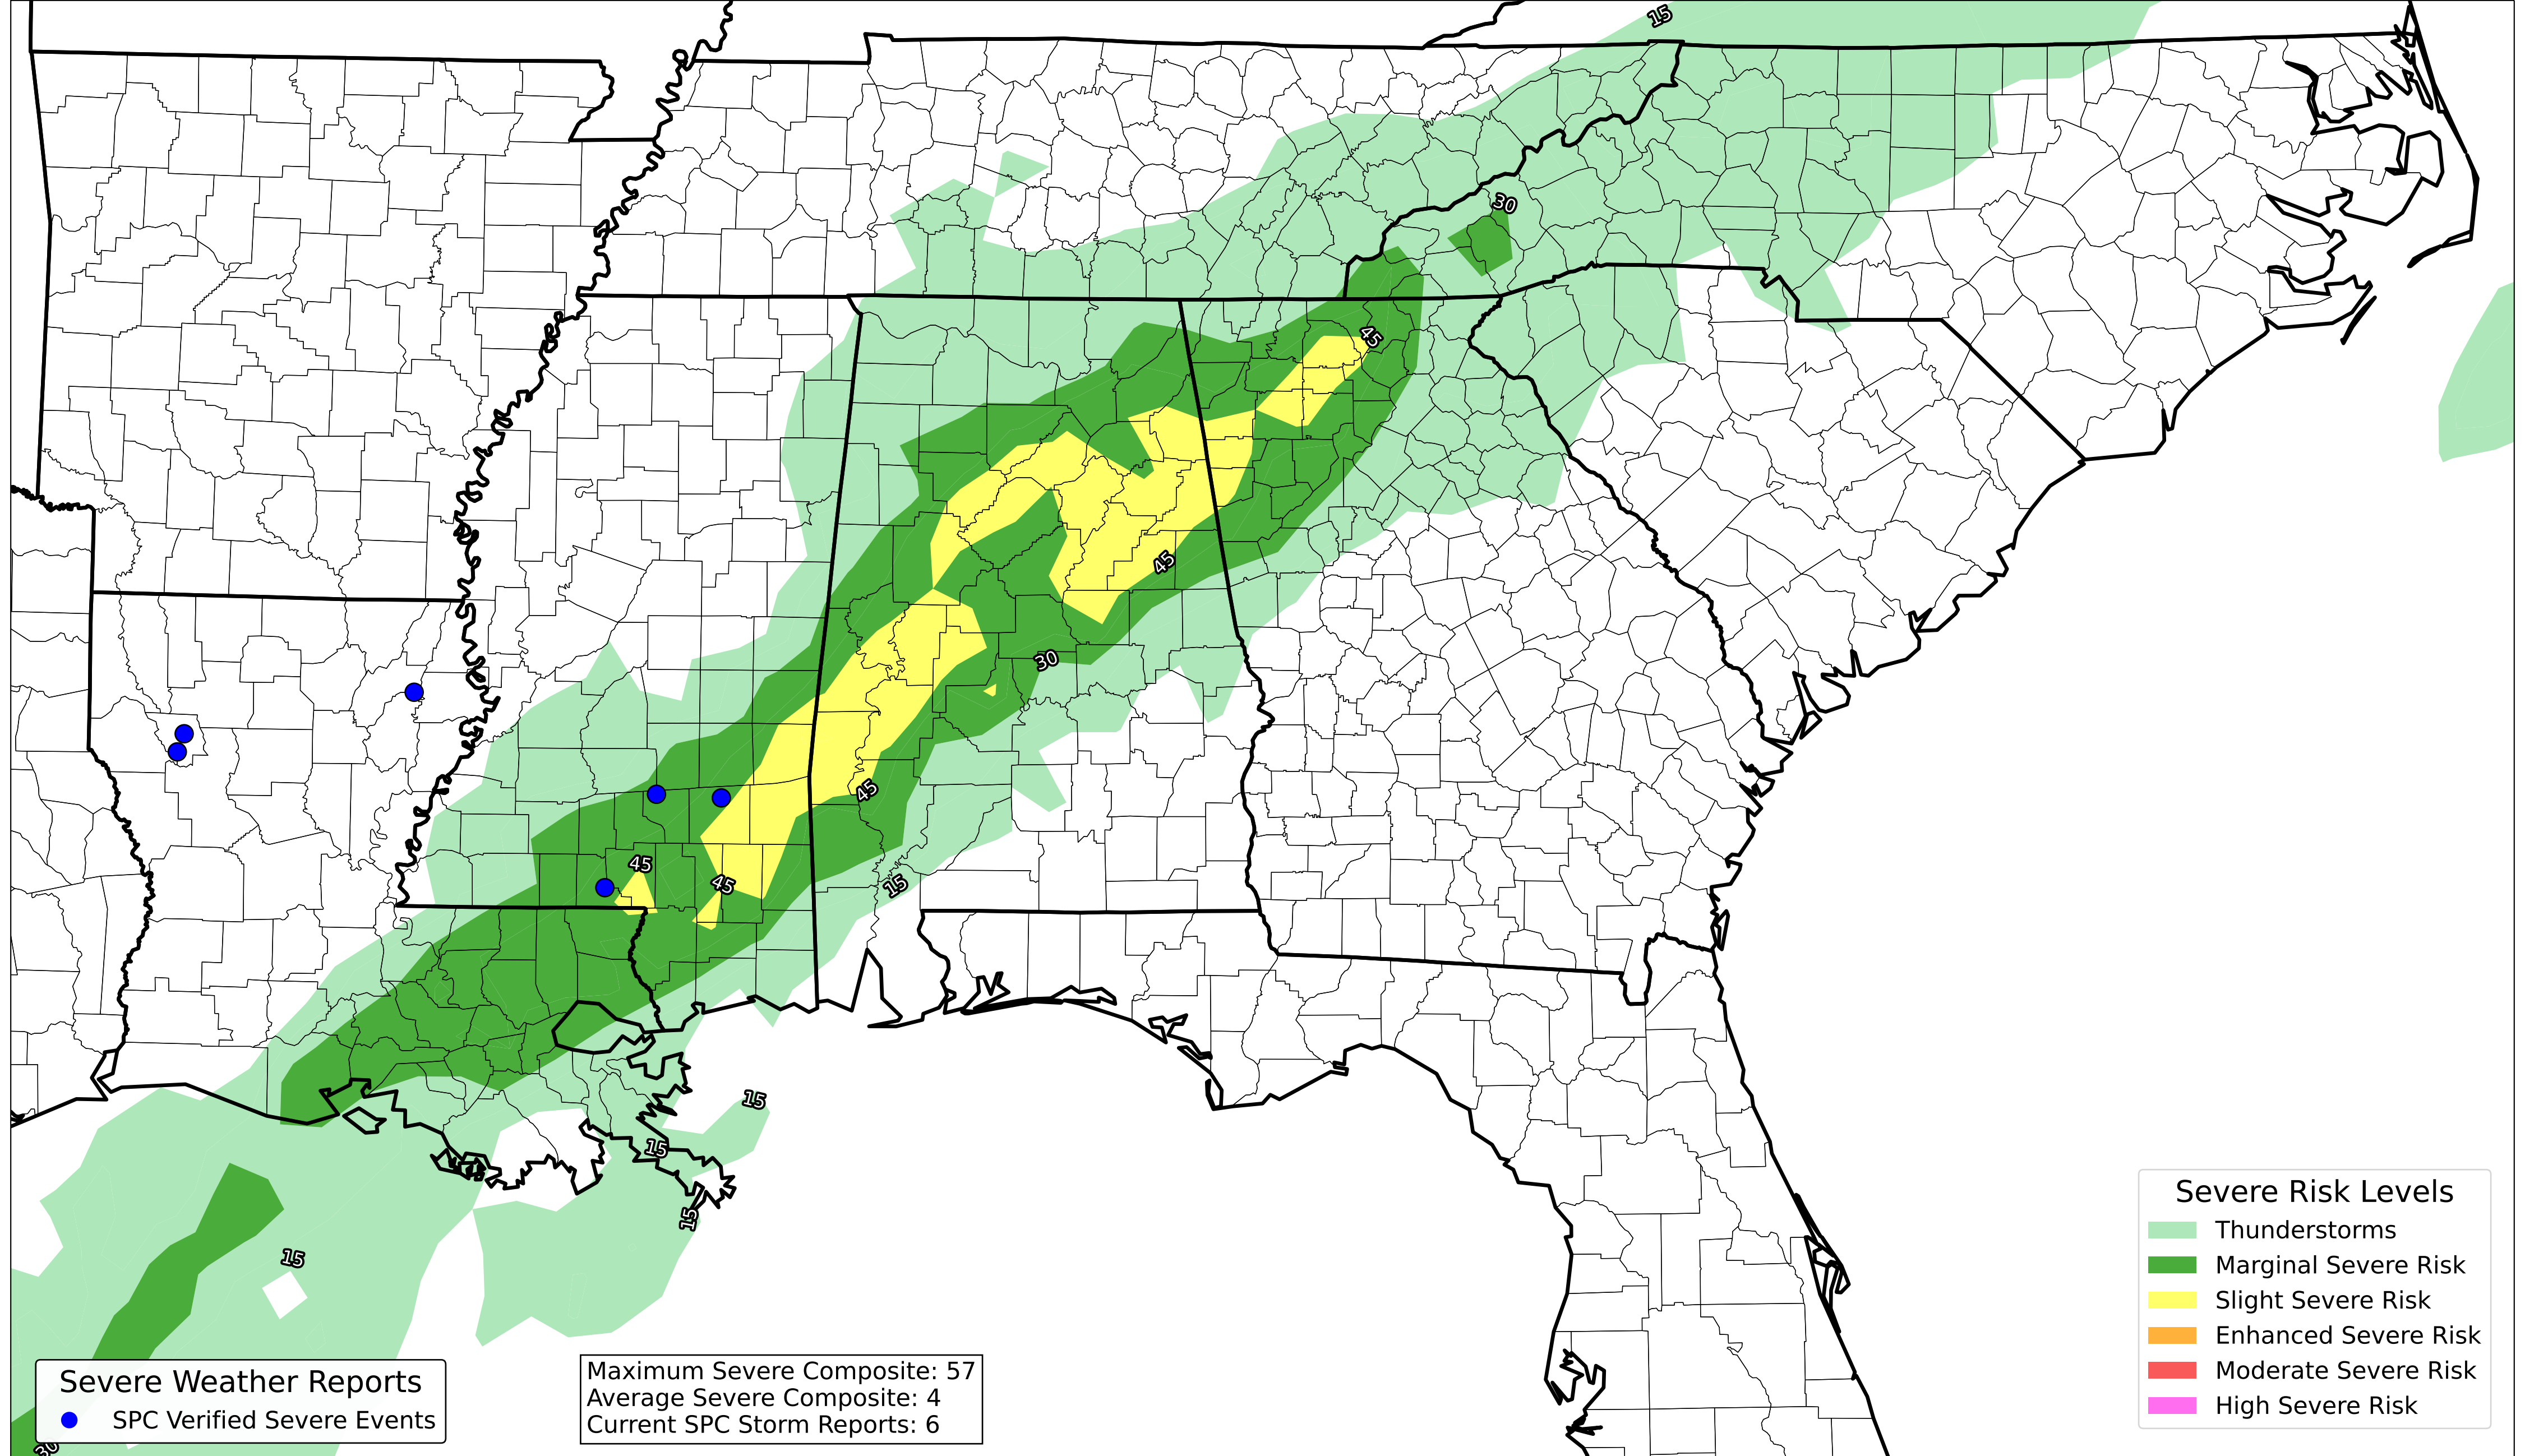 15
30
45
45
30
45
45
45
15
15
15
15
15
30
Severe Weather Reports
SPC Verified Severe Events
Maximum Severe Composite: 57
Average Severe Composite: 4
Current SPC Storm Reports: 6
Severe Risk Levels
Thunderstorms
Marginal Severe Risk
Slight Severe Risk
Enhanced Severe Risk
Moderate Severe Risk
High Severe Risk